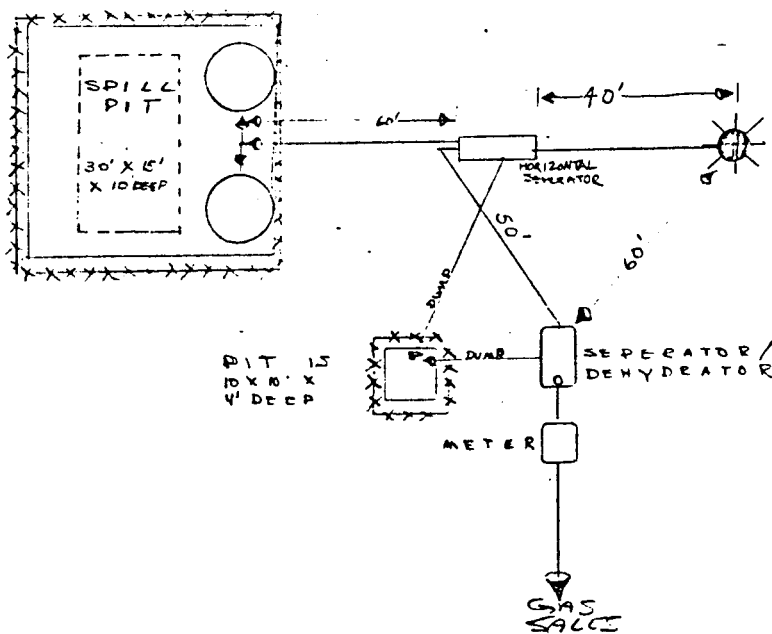 SPILL
PIT
30' X 15'
X 10 DEEP
60'
40'
HORIZONTAL
SEPERATOR
50'
60'
DUMP
DUMP
PIT IS
10 X 10' X
4' DEEP
SEPERATOR/
DEHYDRATOR
METER
GAS
SALES